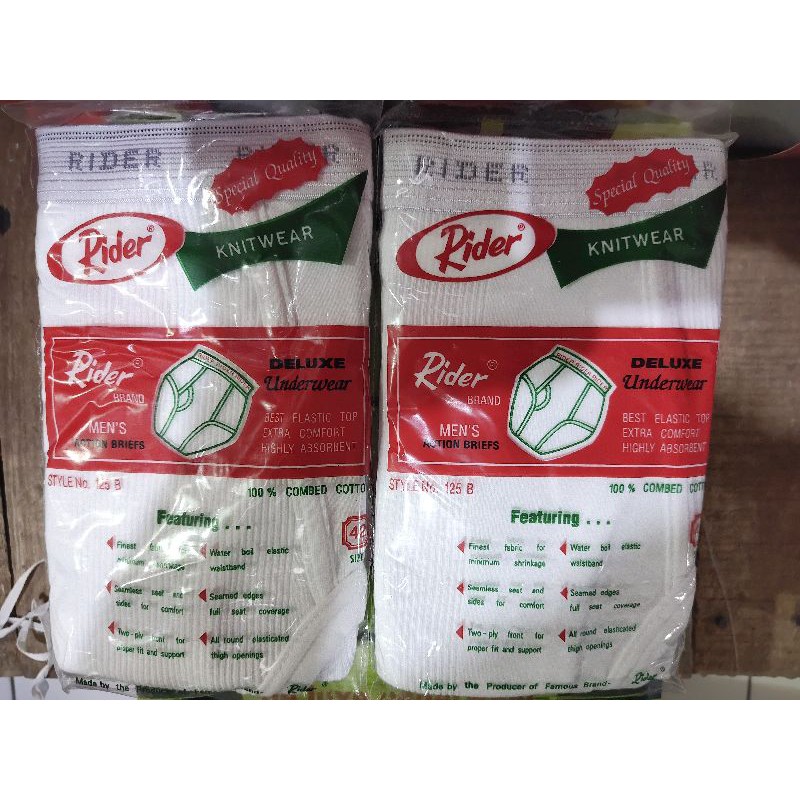 RIDER
Special Quality
Rider®
KNITWEAR
Rider®
BRAND
DELUXE
Underwear
MEN'S
ACTION BRIEFS
BEST ELASTIC TOP
EXTRA COMFORT
HIGHLY ABSORBENT
STYLE No. 125 B
100 % COMBED COTTO
Featuring ...
42
SIZE
Finest fabric for
minimum shrinkage
Water boil elastic
waistband
Seamless seat and
sides for comfort
Seamed edges
full seat coverage
Two-ply front for
proper fit and support
All round elasticated
thigh openings
Made by the Producer of Famous Brand- Rider
RIDER
Special Quality
Rider®
KNITWEAR
Rider®
BRAND
DELUXE
Underwear
MEN'S
ACTION BRIEFS
BEST ELASTIC TOP
EXTRA COMFORT
HIGHLY ABSORBENT
STYLE No. 125 B
100 % COMBED COTTO
Featuring ...
Finest fabric for
minimum shrinkage
Water boil elastic
waistband
Seamless seat and
sides for comfort
Seamed edges
full seat coverage
Two-ply front for
proper fit and support
All round elasticated
thigh openings
Made by the Producer of Famous Brand- Rider